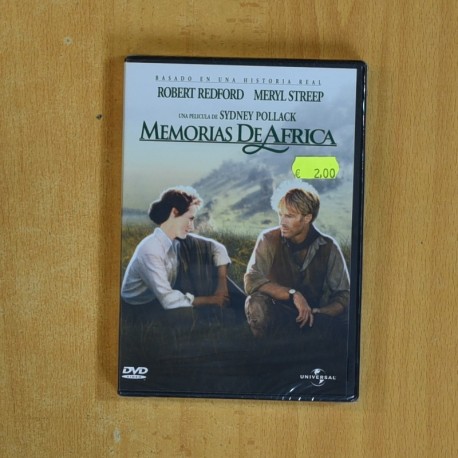 BASADO EN UNA HISTORIA REAL
ROBERT REDFORD MERYL STREEP
UNA PELICULA DE SYDNEY POLLACK
MEMORIAS DE AFRICA
€ 2,00
DVD
VIDEO
UNIVERSAL